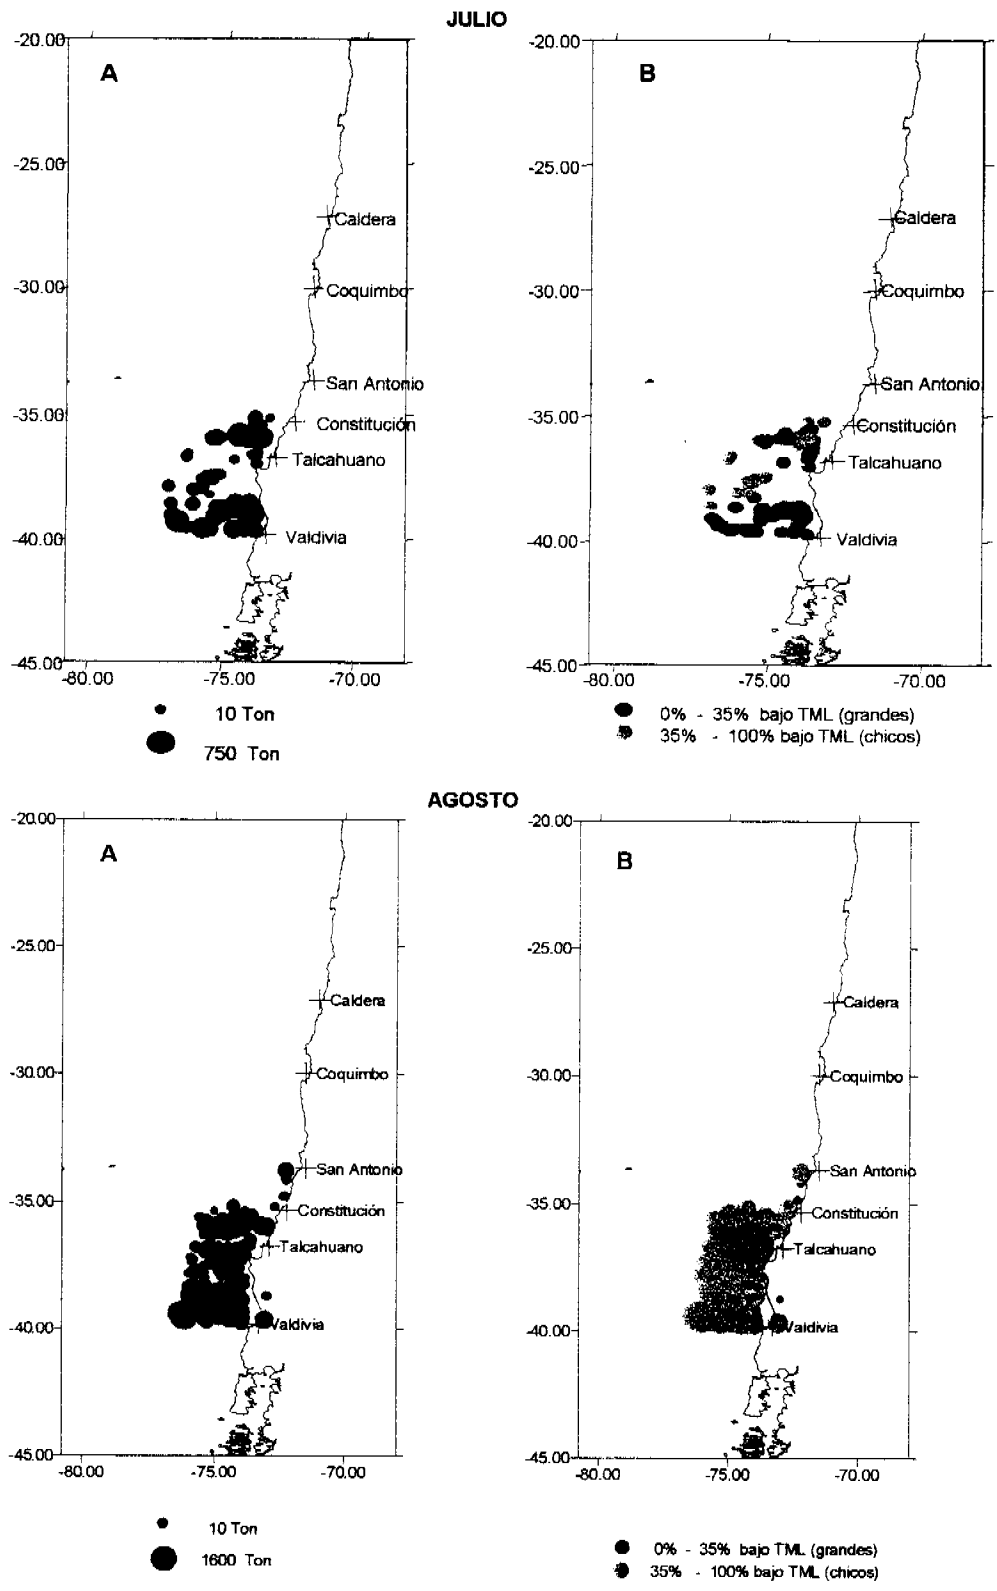 JULIO
A
-20.00
-25.00
-30.00
-35.00
-40.00
-45.00
Caldera
Coquimbo
San Antonio
Constitución
Talcahuano
Valdivia
-80.00 -75.00 -70.00
10 Ton
750 Ton
B
-20.00
-25.00
-30.00
-35.00
-40.00
-45.00
Caldera
Coquimbo
San Antonio
Constitución
Talcahuano
Valdivia
-80.00 -75.00 -70.00
0% - 35% bajo TML (grandes)
35% - 100% bajo TML (chicos)
AGOSTO
A
-20.00
-25.00
-30.00
-35.00
-40.00
-45.00
Caldera
Coquimbo
San Antonio
Constitución
Talcahuano
Valdivia
-80.00 -75.00 -70.00
10 Ton
1600 Ton
B
-20.00
-25.00
-30.00
-35.00
-40.00
-45.00
Caldera
Coquimbo
San Antonio
Constitución
Talcahuano
Valdivia
-80.00 -75.00 -70.00
0% - 35% bajo TML (grandes)
35% - 100% bajo TML (chicos)